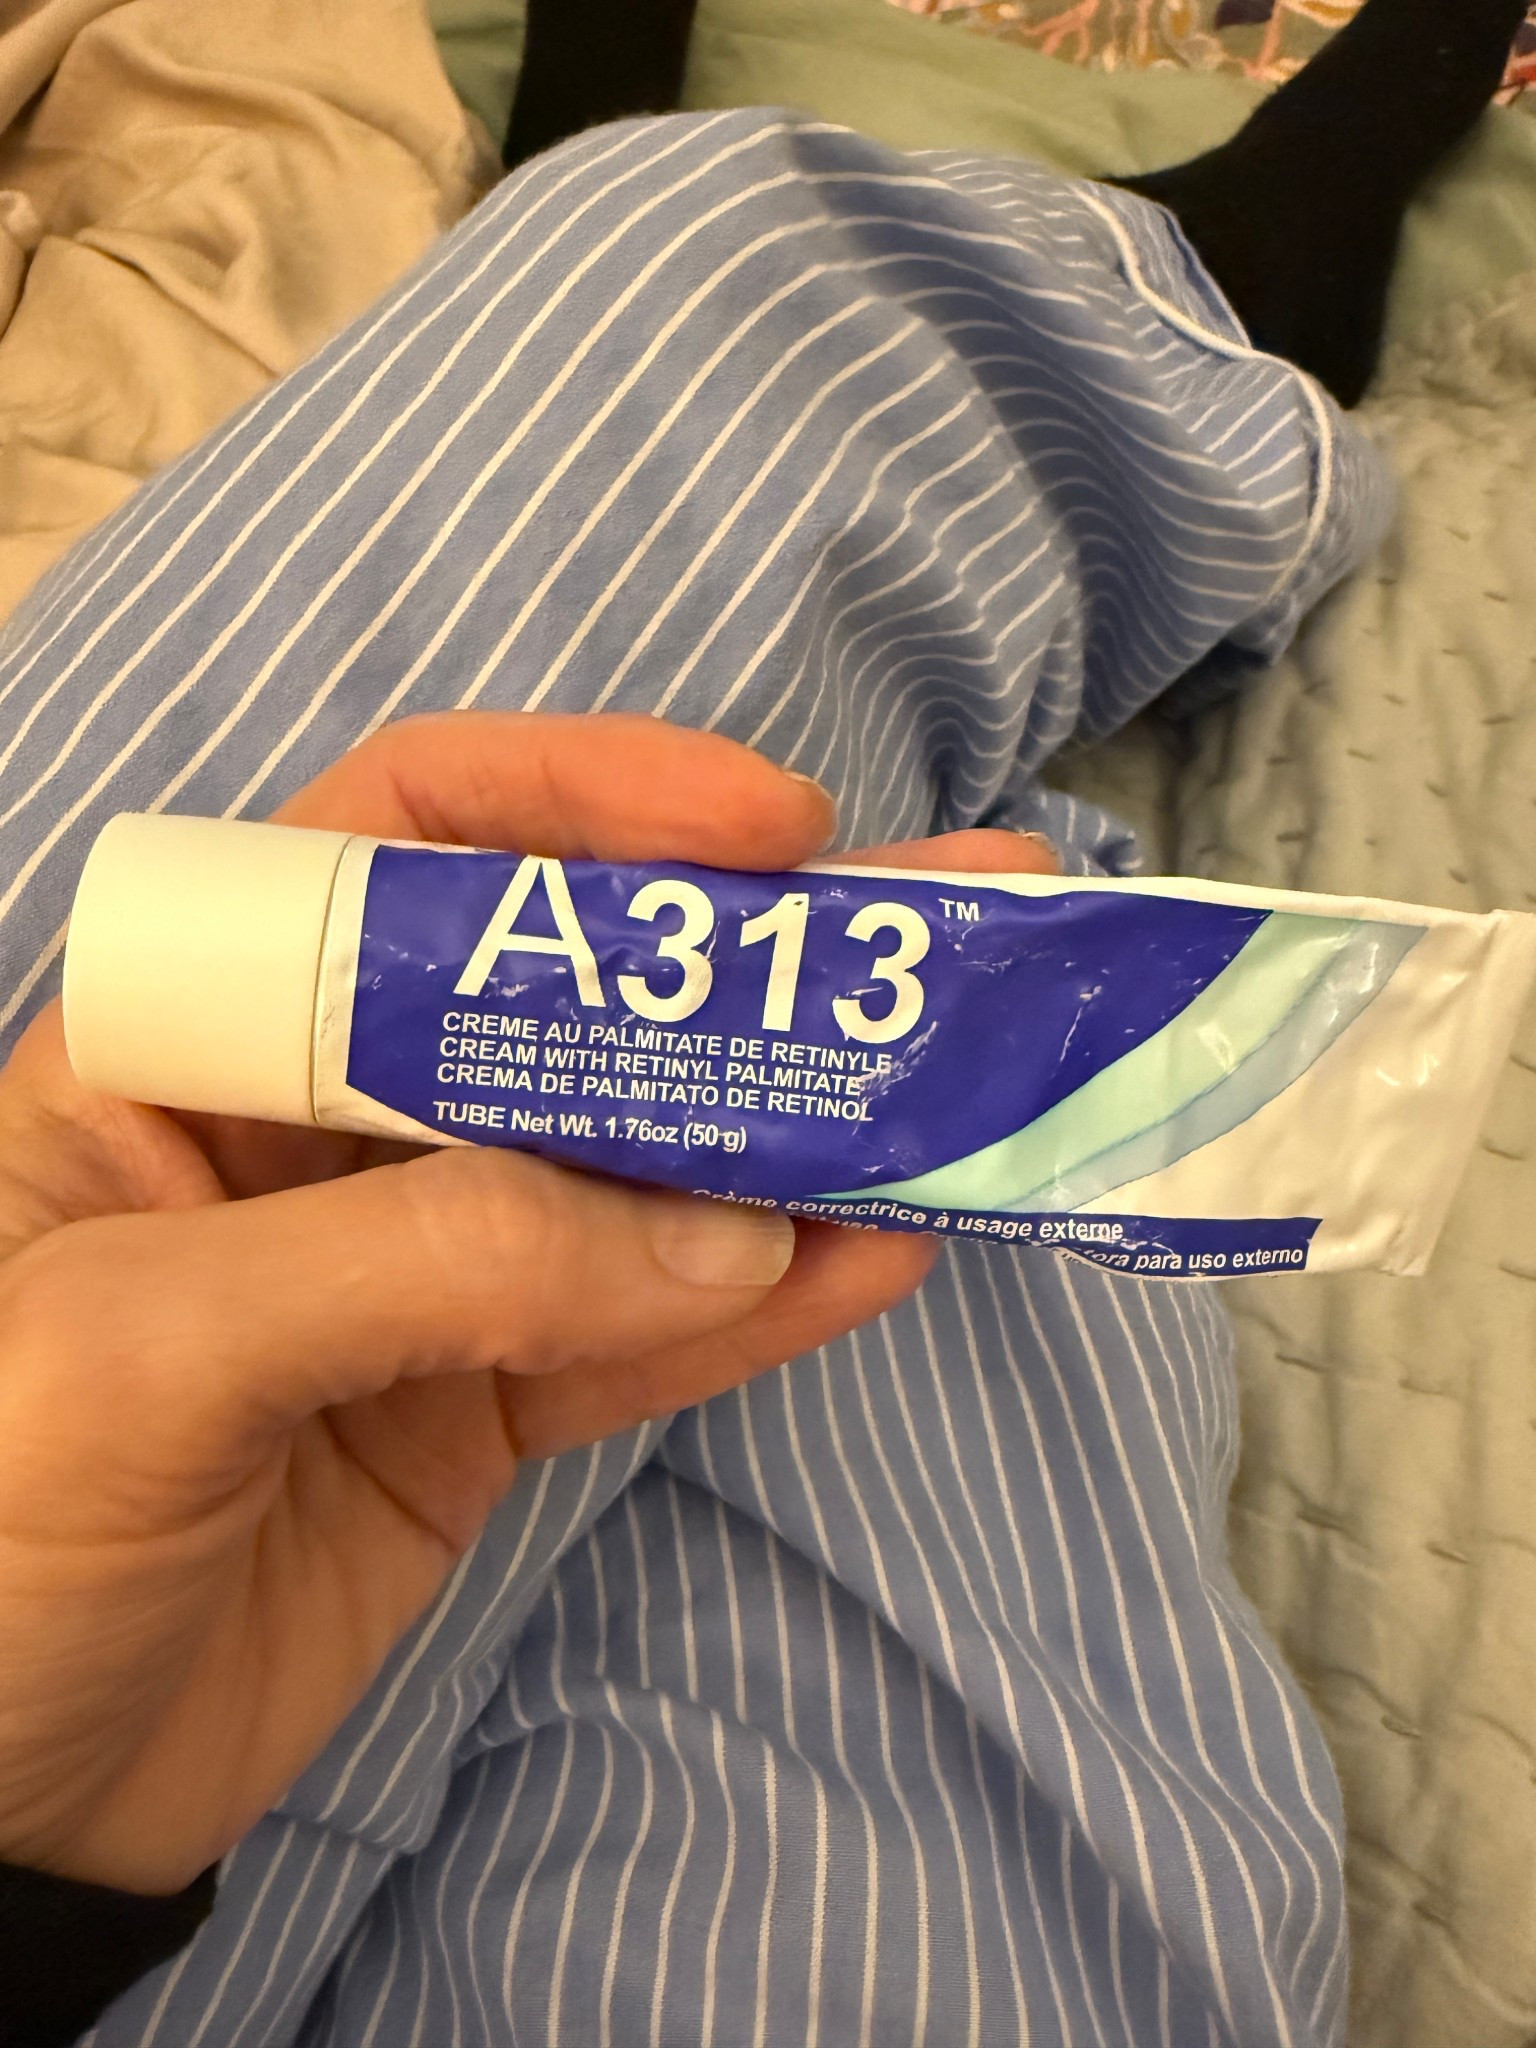 A313™
CREME AU PALMITATE DE RETINYLE
CREAM WITH RETINYL PALMITATE
CREMA DE PALMITATO DE RETINOL
TUBE Net Wt. 1.76oz (50 g)
Crème correctrice à usage externe
para uso externo